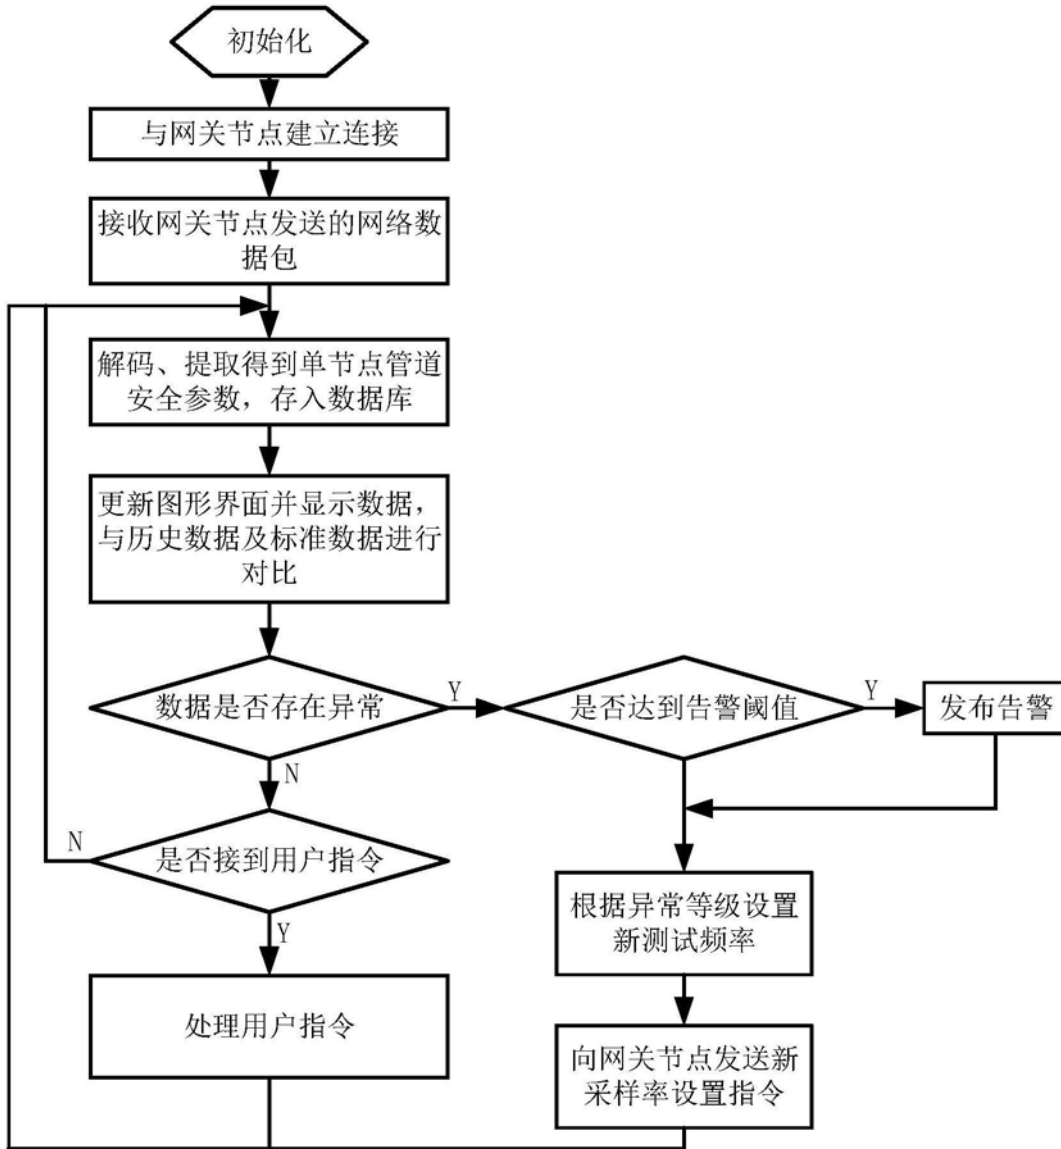 初始化
与网关节点建立连接
接收网关节点发送的网络数
据包
解码、提取得到单节点管道
安全参数，存入数据库
更新图形界面并显示数据，
与历史数据及标准数据进行
对比
数据是否存在异常
Y
是否达到告警阈值
Y
发布告警
N
N
是否接到用户指令
Y
处理用户指令
根据异常等级设置
新测试频率
向网关节点发送新
采样率设置指令